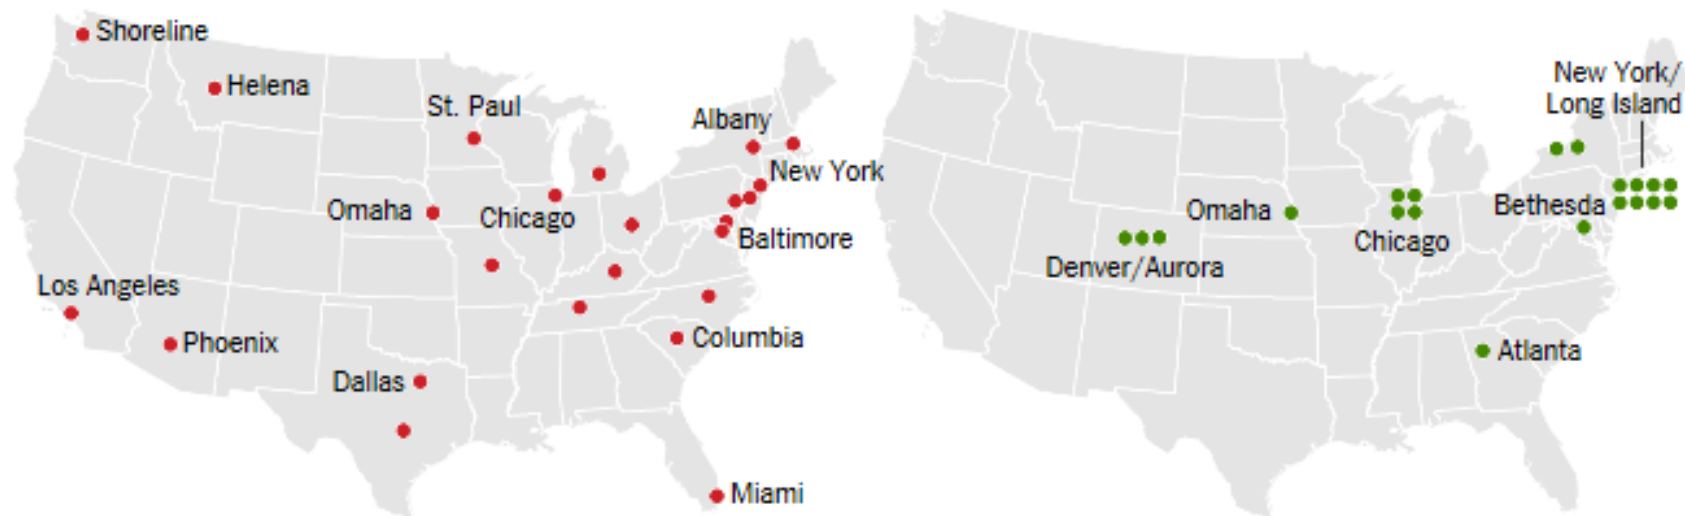 Shoreline
Helena
St. Paul
Albany
New York
Omaha
Chicago
Baltimore
Los Angeles
Phoenix
Columbia
Dallas
Miami
New York/
Long Island
Omaha
Bethesda
Chicago
Denver/Aurora
Atlanta